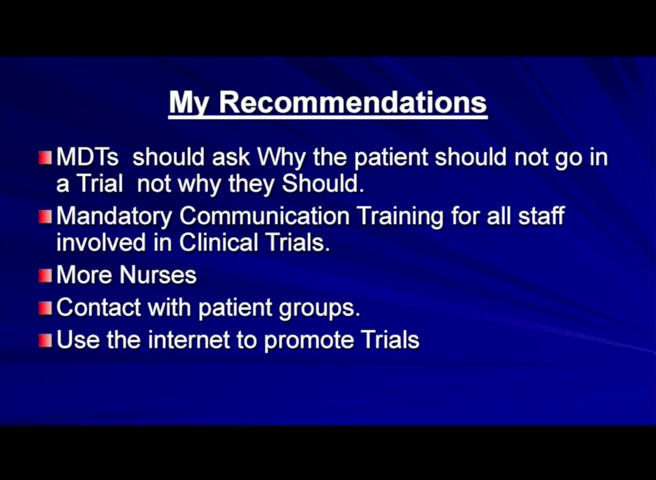 My Recommendations
MDTs should ask Why the patient should not go in
a Trial not why they Should.
Mandatory Communication Training for all staff
involved in Clinical Trials.
More Nurses
Contact with patient groups.
Use the internet to promote Trials